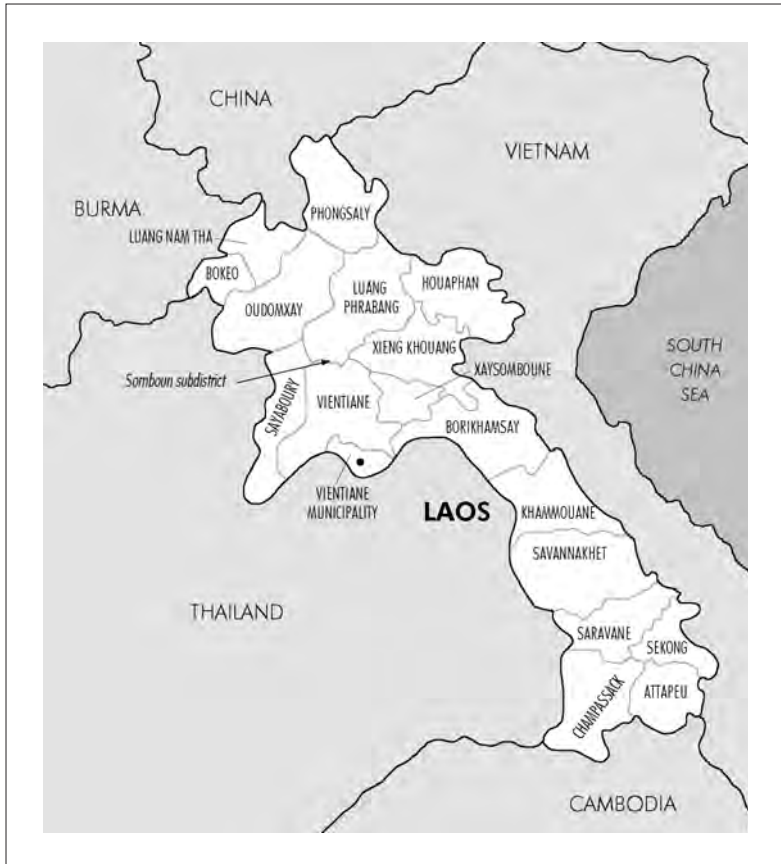 CHINA
VIETNAM
BURMA
PHONGSALY
LUANG NAM THA
BOKEO
HOUAPHAN
LUANG
PHRABANG
OUDOMXAY
XIENG KHOUANG
SOUTH
CHINA
SEA
Somboun subdistrict
XAYSOMBOUNE
SAYABOURY
VIENTIANE
BORIKHAMSAY
VIENTIANE
MUNICIPALITY
LAOS
KHAMMOUANE
SAVANNAKHET
THAILAND
SARAVANE
SEKONG
CHAMPASSACK
ATTAPEU
CAMBODIA